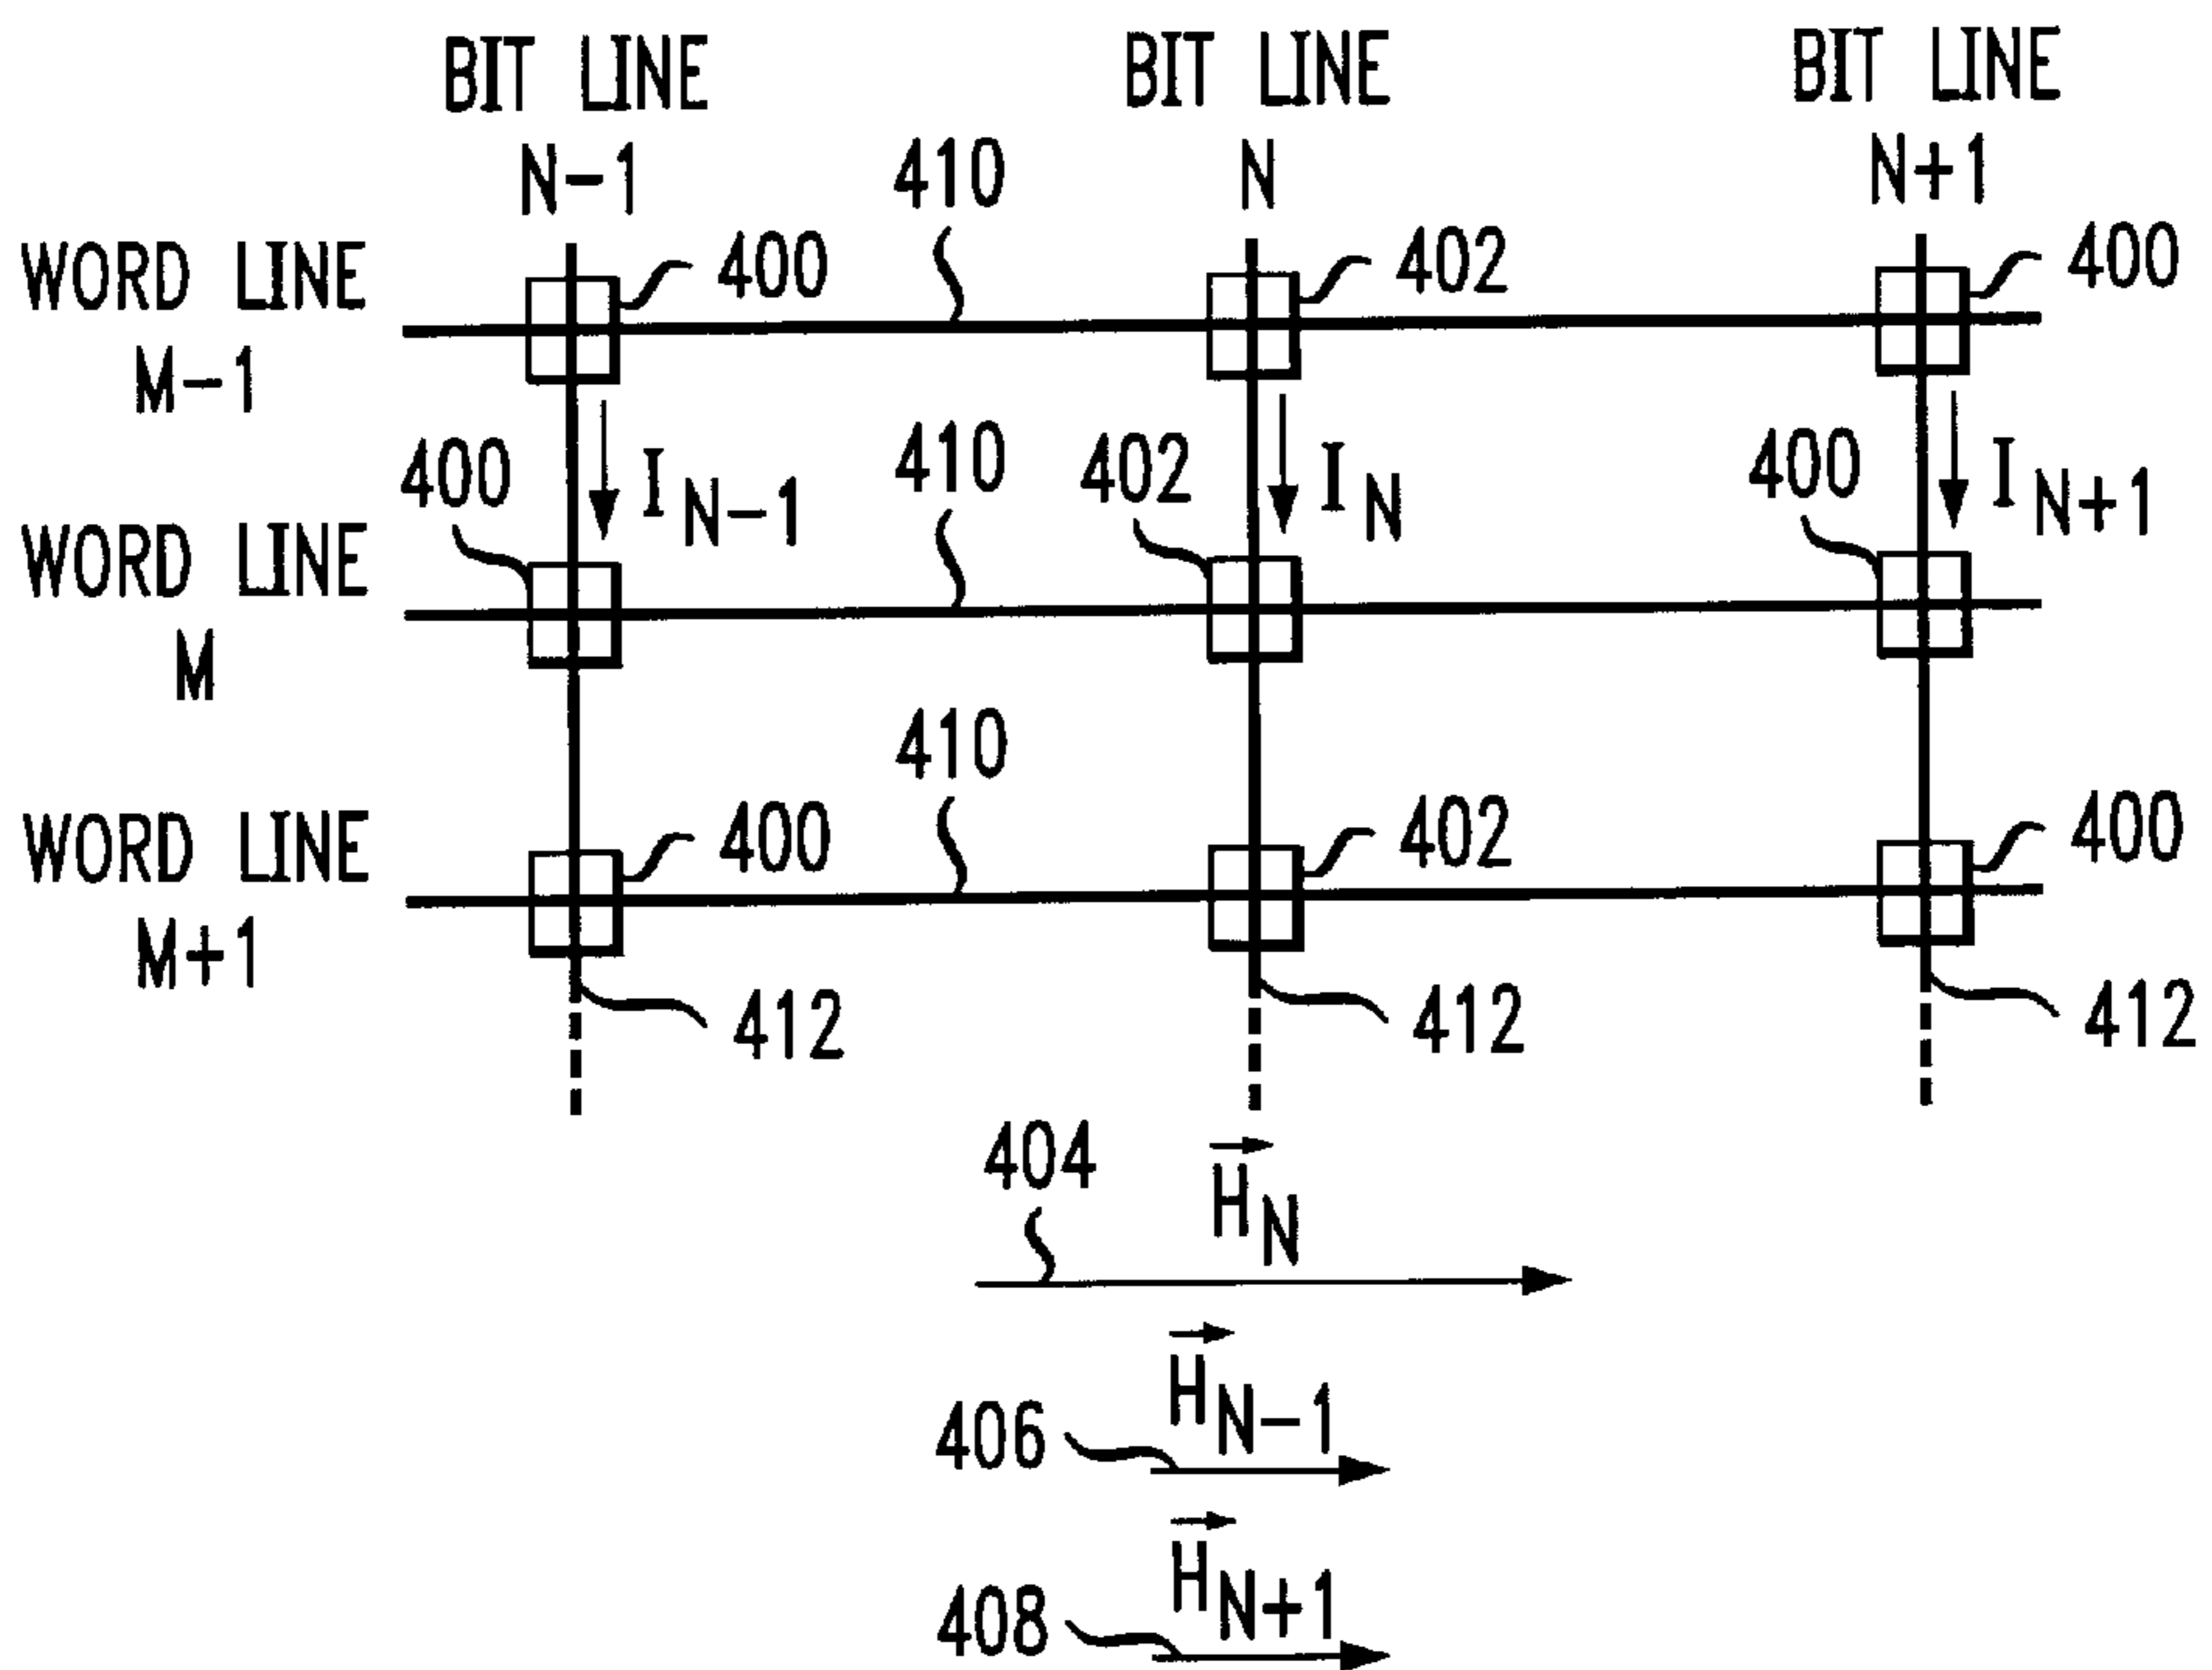 BIT LINE BIT LINE BIT LINE
N-1 410 N N+1
WORD LINE 400 402 400
M-1
400 I N-1 410 402 I N 400 I N+1
WORD LINE
M
410
WORD LINE 400 402 400
M+1
412 412 412
404 H N
406 H N-1
408 H N+1